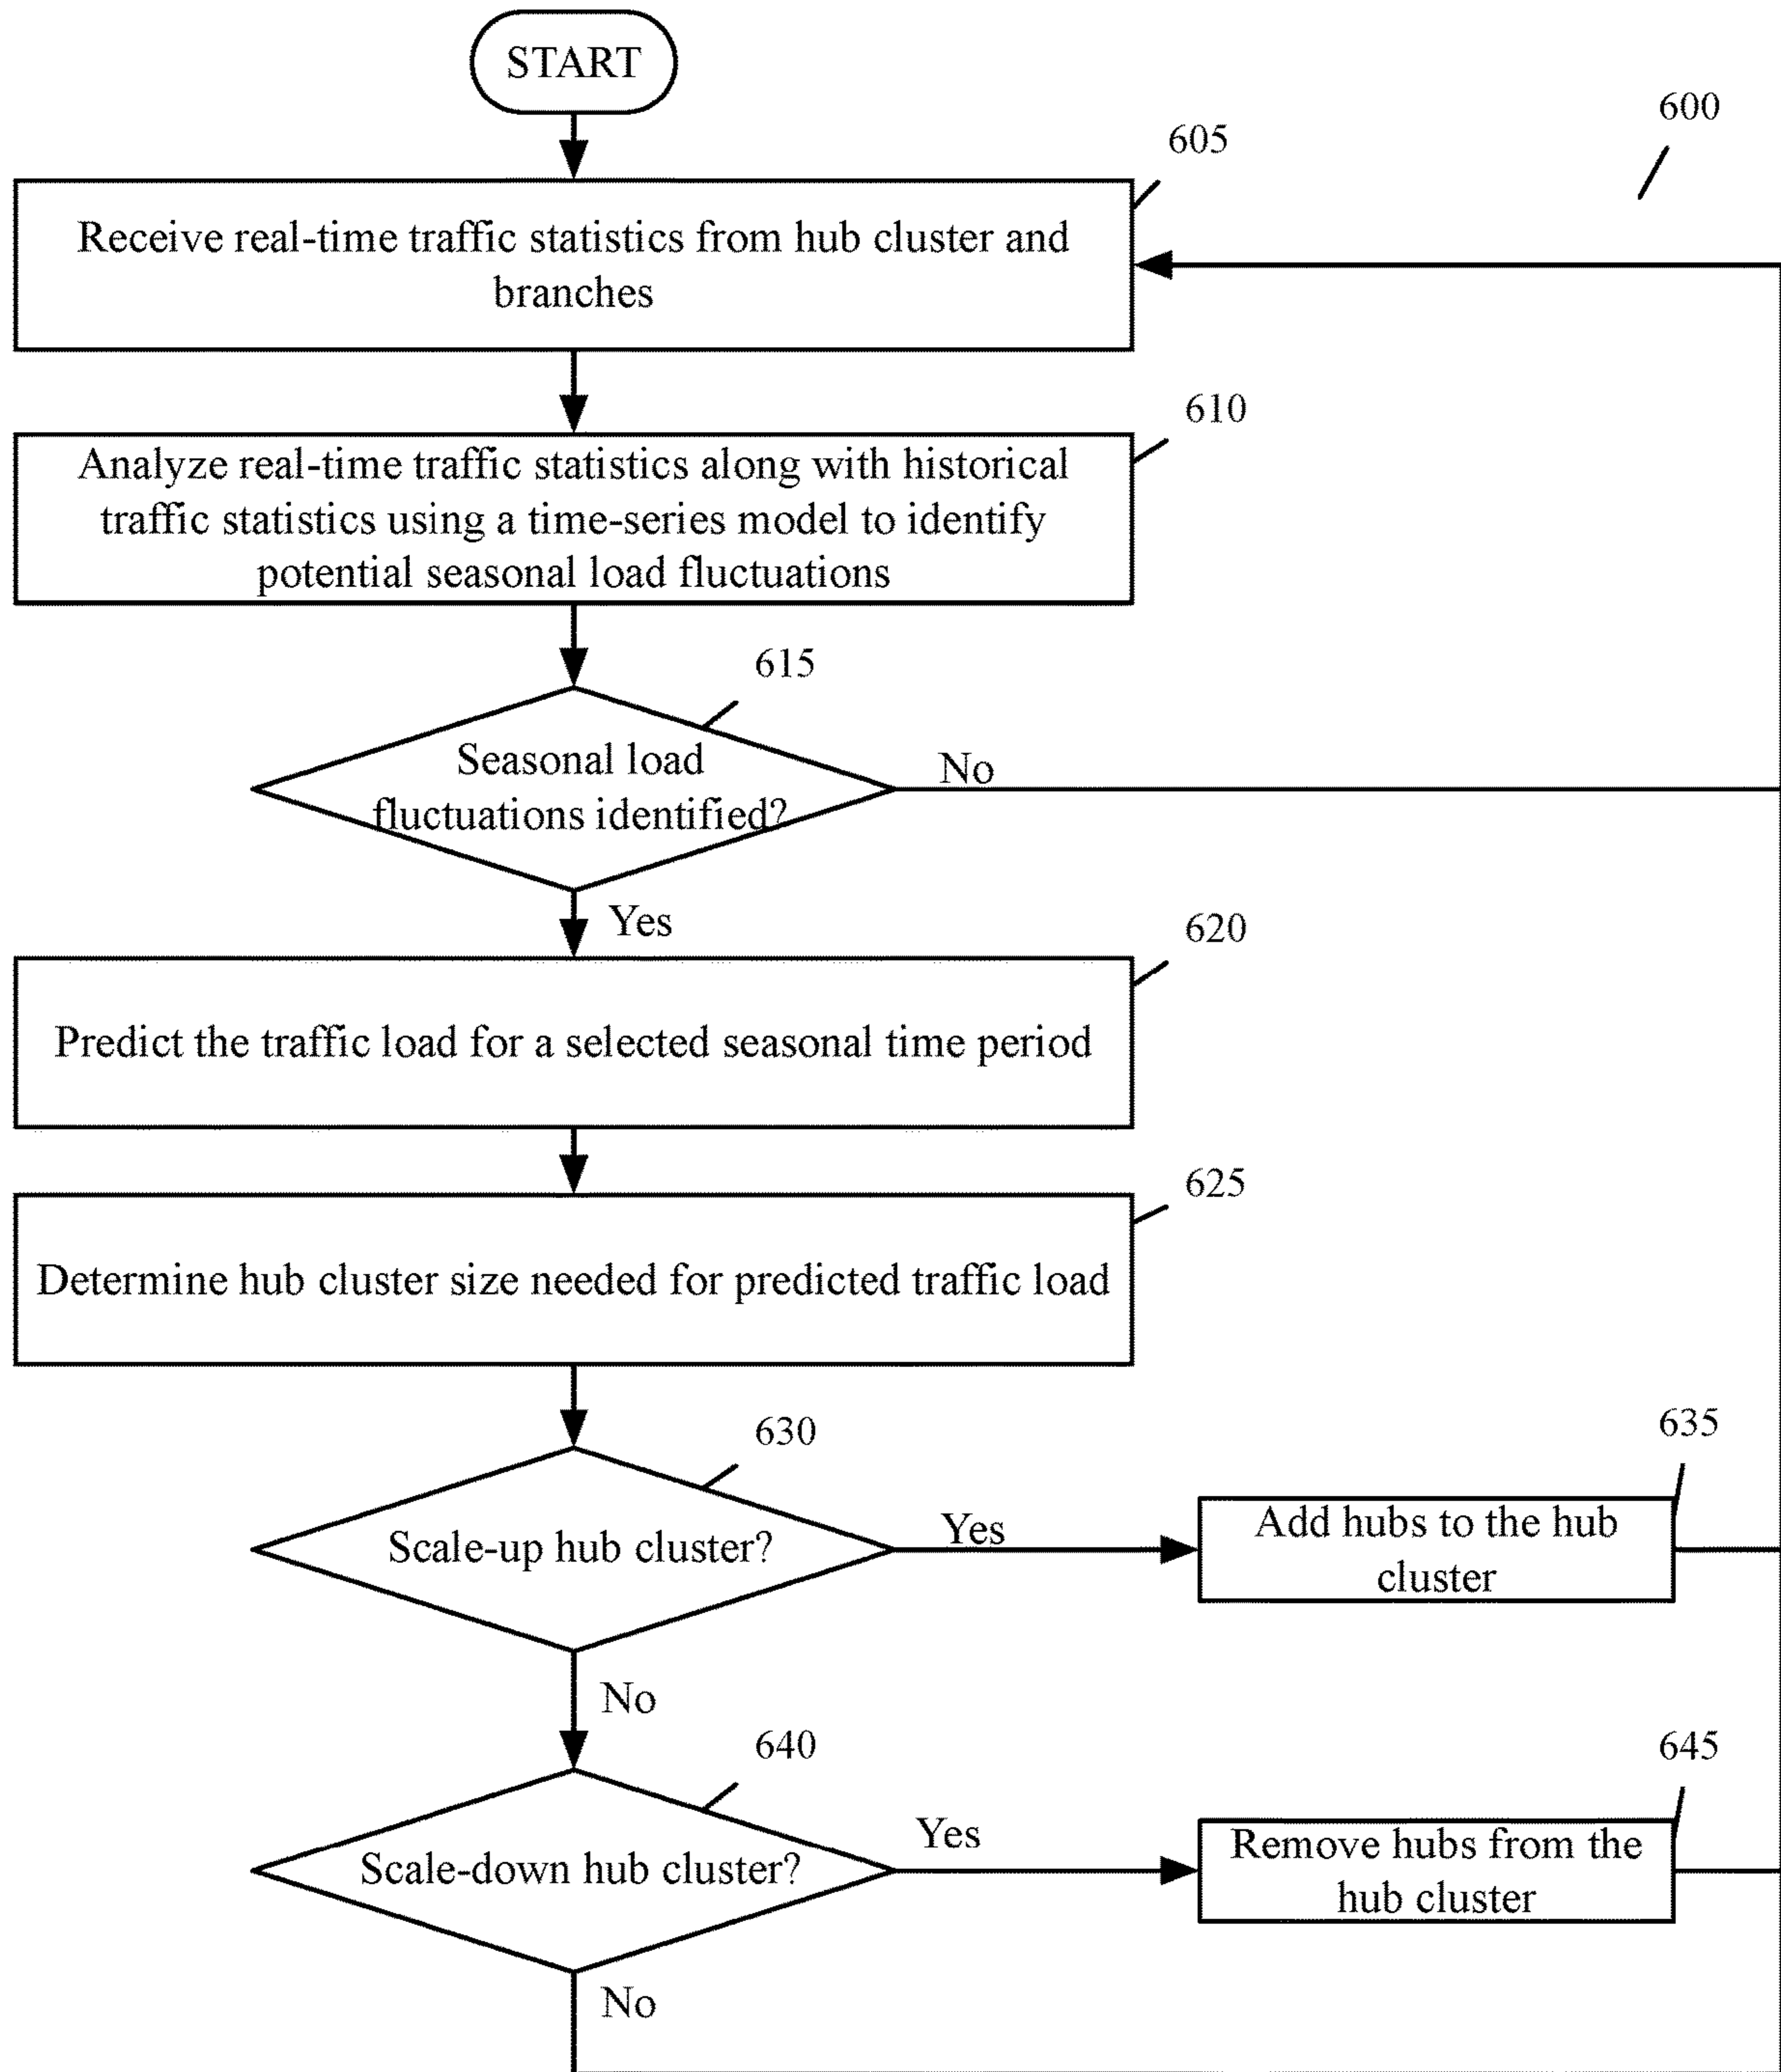 START
600
605
Receive real-time traffic statistics from hub cluster and
branches
610
Analyze real-time traffic statistics along with historical
traffic statistics using a time-series model to identify
potential seasonal load fluctuations
615
Seasonal load
fluctuations identified?
No
Yes
620
Predict the traffic load for a selected seasonal time period
625
Determine hub cluster size needed for predicted traffic load
630
Scale-up hub cluster?
Yes
635
Add hubs to the hub
cluster
No
640
Scale-down hub cluster?
Yes
645
Remove hubs from the
hub cluster
No